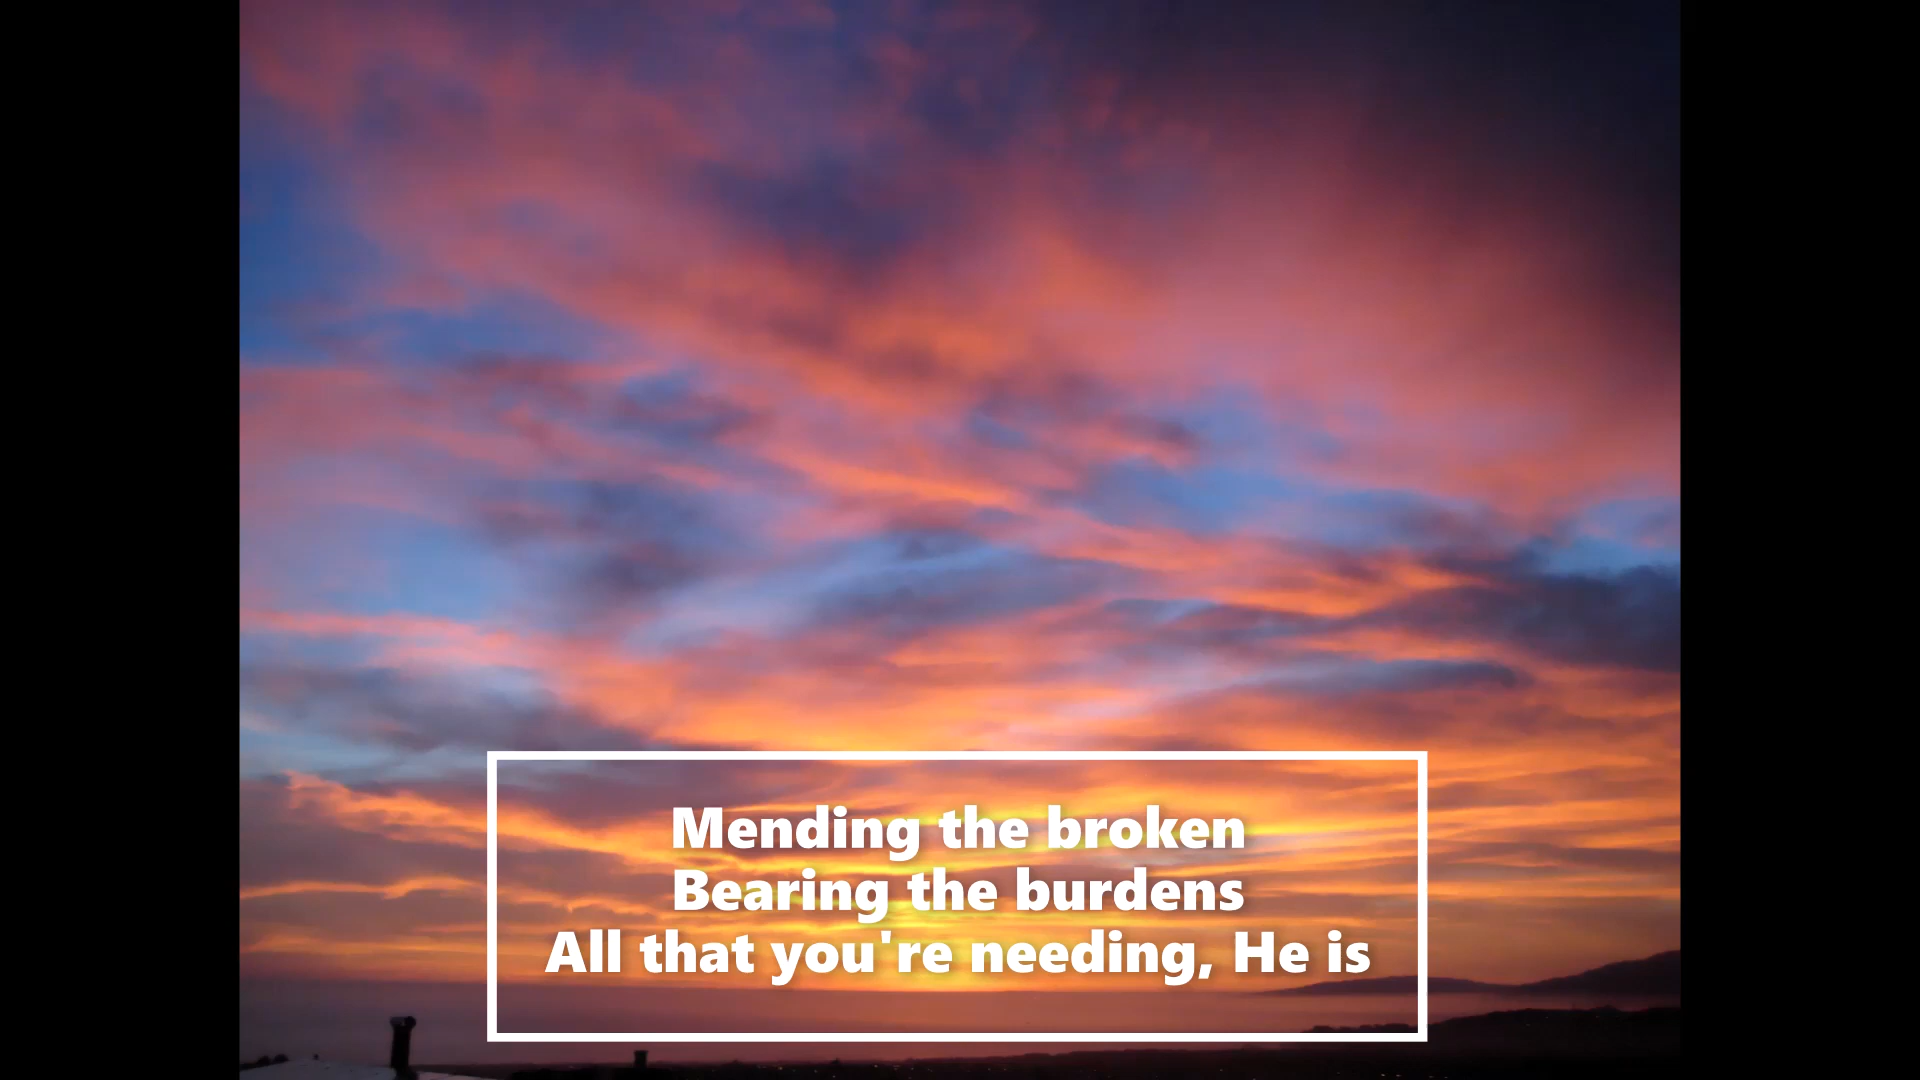 Mending the broken
Bearing the burdens
All that you're needing, He is